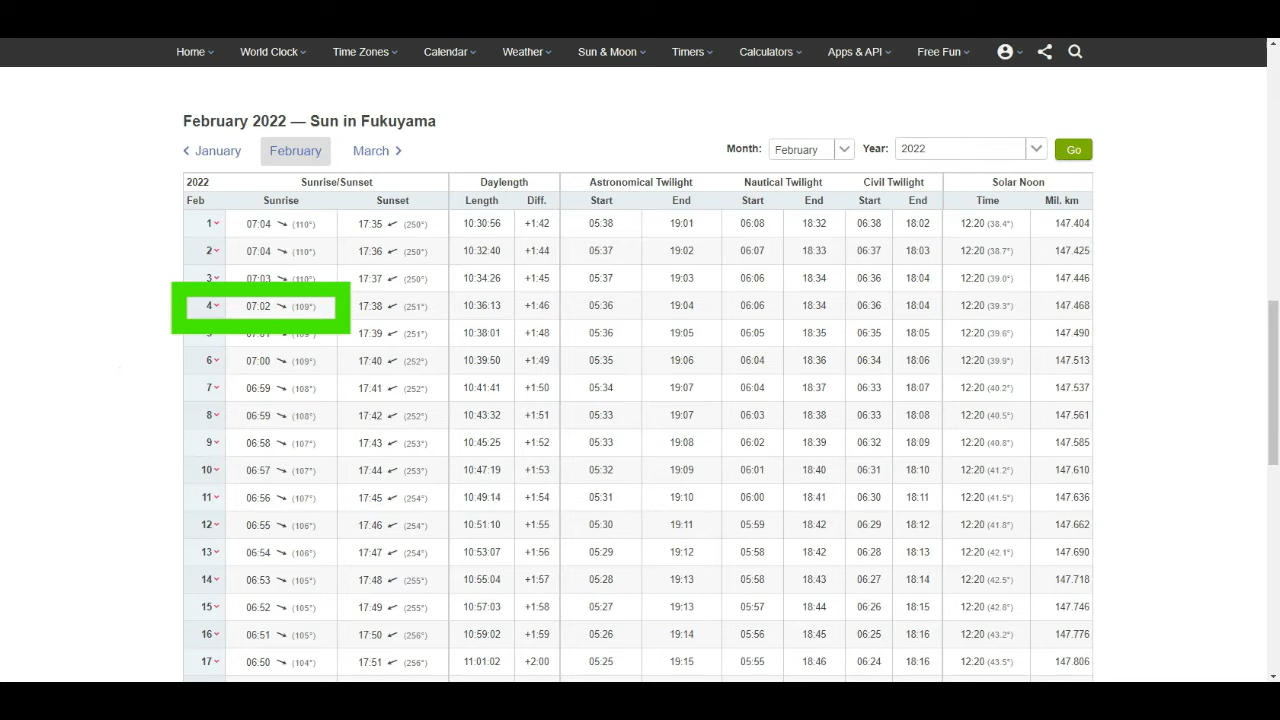 Home World Clock Time Zones Calendar Weather Sun & Moon Timers Calculators Apps & API Free Fun
February 2022 — Sun in Fukuyama
January February March Month: February Year: 2022 Go
2022 Sunrise/Sunset Daylength Astronomical Twilight Nautical Twilight Civil Twilight Solar Noon
Feb Sunrise Sunset Length Diff. Start End Start End Start End Time Mil. km
1 07:04 (110°) 17:35 (250°) 10:30:56 +1:42 05:38 19:01 06:08 18:32 06:38 18:02 12:20 (38.4°) 147.404
2 07:04 (110°) 17:36 (250°) 10:32:40 +1:44 05:37 19:02 06:07 18:33 06:37 18:03 12:20 (38.7°) 147.425
3 07:03 (110°) 17:37 (250°) 10:34:26 +1:45 05:37 19:03 06:06 18:34 06:36 18:04 12:20 (39.0°) 147.446
4 07:02 (109°) 17:38 (251°) 10:36:13 +1:46 05:36 19:04 06:06 18:34 06:36 18:04 12:20 (39.3°) 147.468
17:39 (251°) 10:38:01 +1:48 05:36 19:05 06:05 18:35 06:35 18:05 12:20 (39.6°) 147.490
6 07:00 (109°) 17:40 (252°) 10:39:50 +1:49 05:35 19:06 06:04 18:36 06:34 18:06 12:20 (39.9°) 147.513
7 06:59 (108°) 17:41 (252°) 10:41:41 +1:50 05:34 19:07 06:04 18:37 06:33 18:07 12:20 (40.2°) 147.537
8 06:59 (108°) 17:42 (252°) 10:43:32 +1:51 05:33 19:07 06:03 18:38 06:33 18:08 12:20 (40.5°) 147.561
9 06:58 (107°) 17:43 (253°) 10:45:25 +1:52 05:33 19:08 06:02 18:39 06:32 18:09 12:20 (40.8°) 147.585
10 06:57 (107°) 17:44 (253°) 10:47:19 +1:53 05:32 19:09 06:01 18:40 06:31 18:10 12:20 (41.2°) 147.610
11 06:56 (107°) 17:45 (254°) 10:49:14 +1:54 05:31 19:10 06:00 18:41 06:30 18:11 12:20 (41.5°) 147.636
12 06:55 (106°) 17:46 (254°) 10:51:10 +1:55 05:30 19:11 05:59 18:42 06:29 18:12 12:20 (41.8°) 147.662
13 06:54 (106°) 17:47 (254°) 10:53:07 +1:56 05:29 19:12 05:58 18:42 06:28 18:13 12:20 (42.1°) 147.690
14 06:53 (105°) 17:48 (255°) 10:55:04 +1:57 05:28 19:13 05:58 18:43 06:27 18:14 12:20 (42.5°) 147.718
15 06:52 (105°) 17:49 (255°) 10:57:03 +1:58 05:27 19:13 05:57 18:44 06:26 18:15 12:20 (42.8°) 147.746
16 06:51 (105°) 17:50 (256°) 10:59:02 +1:59 05:26 19:14 05:56 18:45 06:25 18:16 12:20 (43.2°) 147.776
17 06:50 (104°) 17:51 (256°) 11:01:02 +2:00 05:25 19:15 05:55 18:46 06:24 18:16 12:20 (43.5°) 147.806